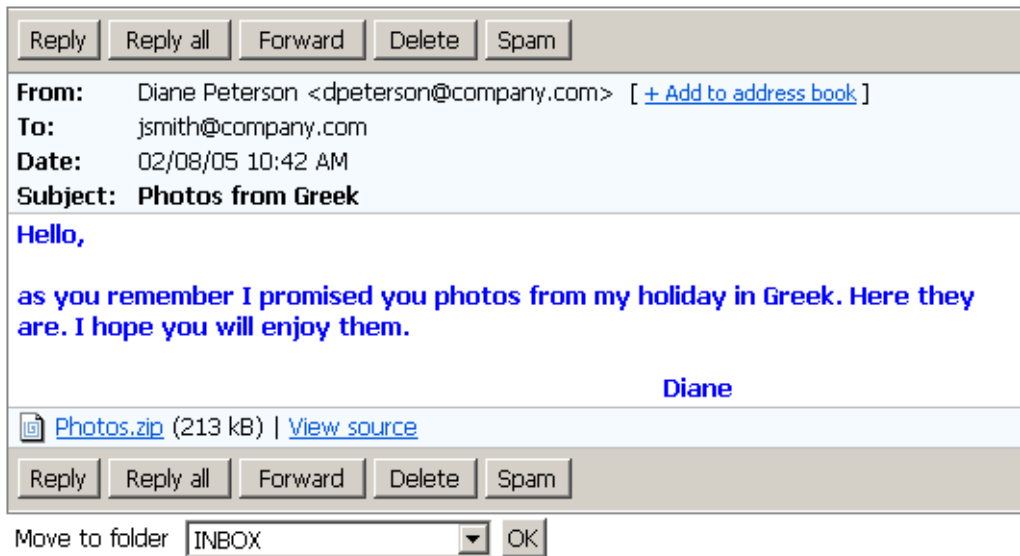 Reply Reply all Forward Delete Spam
From: Diane Peterson <dpeterson@company.com> [ + Add to address book ]
To: jsmith@company.com
Date: 02/08/05 10:42 AM
Subject: Photos from Greek
Hello,
as you remember I promised you photos from my holiday in Greek. Here they
are. I hope you will enjoy them.
Diane
Photos.zip (213 kB) | View source
Reply Reply all Forward Delete Spam
Move to folder INBOX OK